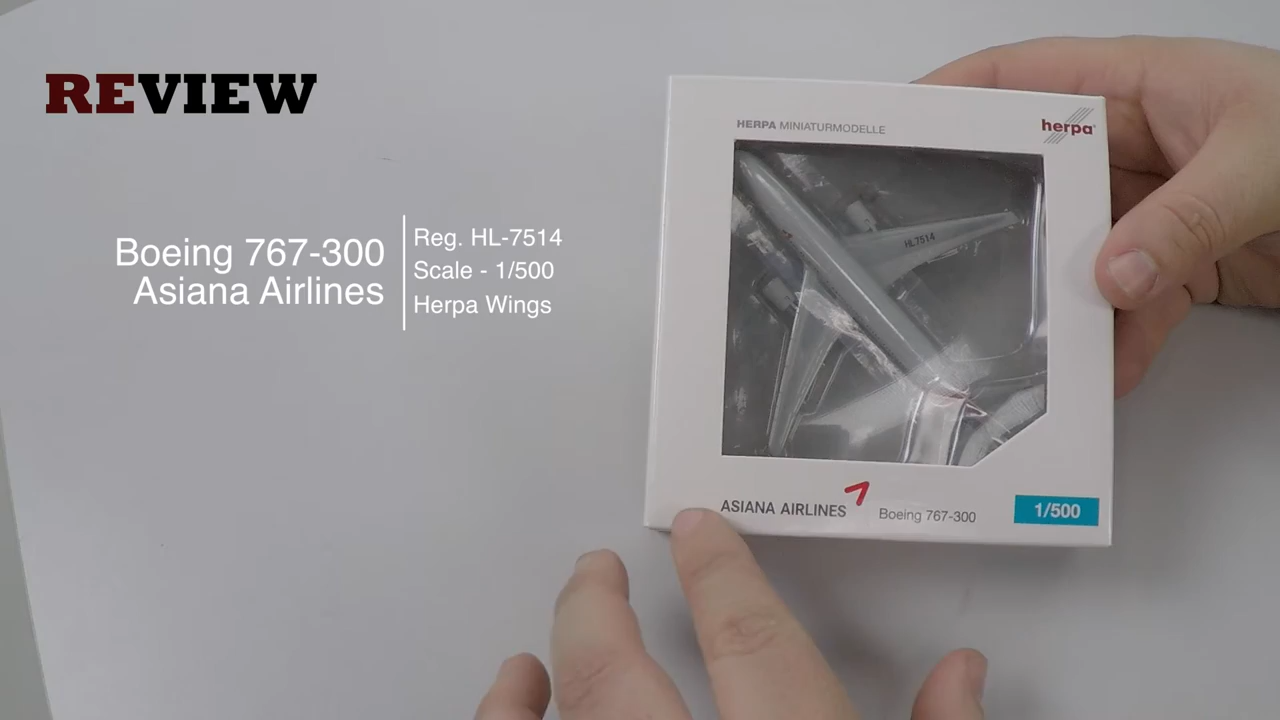 REVIEW
Boeing 767-300
Asiana Airlines
Reg. HL-7514
Scale - 1/500
Herpa Wings
HERPA MINIATURMODELLE
herpa
HL7514
ASIANA AIRLINES
Boeing 767-300
1/500